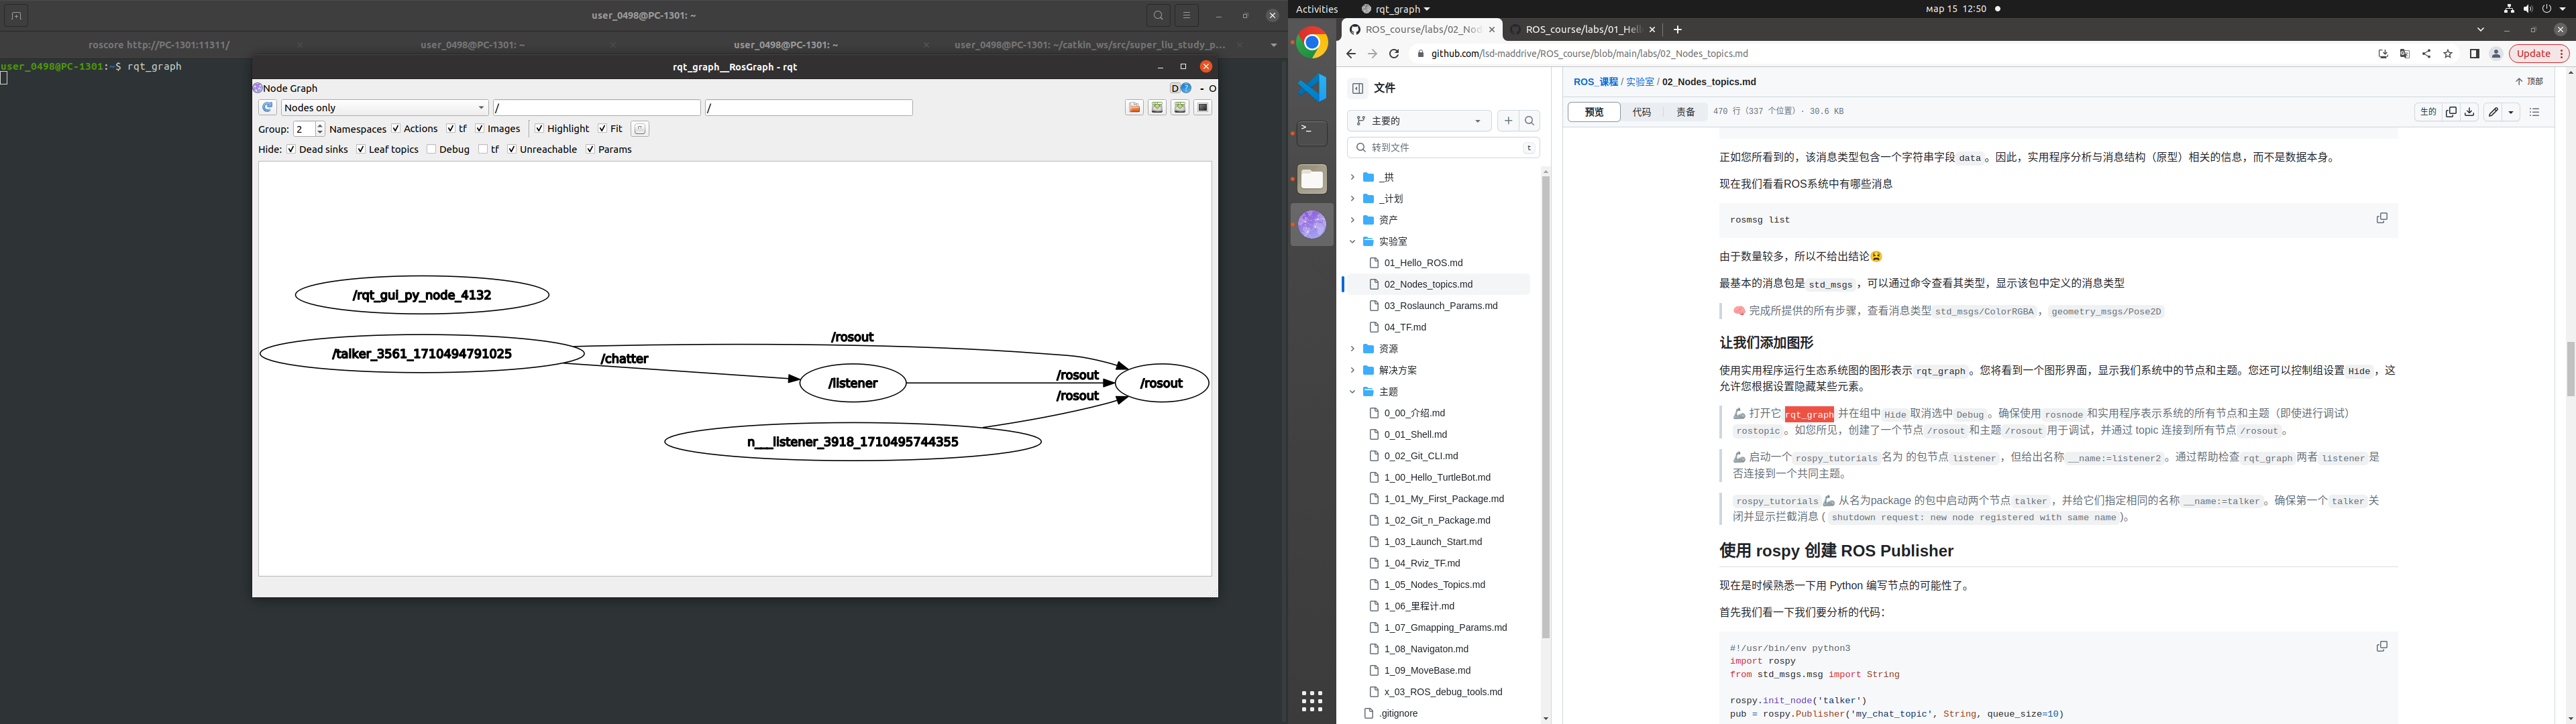 user_0498@PC-1301: ~
roscore http://PC-1301:11311/
user_0498@PC-1301: ~
user_0498@PC-1301: ~
user_0498@PC-1301: ~/catkin_ws/src/super_liu_study_p...
user_0498@PC-1301:~$ rqt_graph
rqt_graph__RosGraph - rqt
Node Graph
D - O
Nodes only
/
/
Group: 2 Namespaces Actions tf Images Highlight Fit
Hide: Dead sinks Leaf topics Debug tf Unreachable Params
/rqt_gui_py_node_4132
/rosout
/talker_3561_1710494791025
/chatter
/rosout
/listener
/rosout
/rosout
n___listener_3918_1710495744355
Activities
rqt_graph
мар 15 12:50
ROS_course/labs/02_Nod
ROS_course/labs/01_Hell
github.com/lsd-maddrive/ROS_course/blob/main/labs/02_Nodes_topics.md
Update
文件
主要的
转到文件
t
_拱
_计划
资产
实验室
01_Hello_ROS.md
02_Nodes_topics.md
03_Roslaunch_Params.md
04_TF.md
资源
解决方案
主题
0_00_介绍.md
0_01_Shell.md
0_02_Git_CLI.md
1_00_Hello_TurtleBot.md
1_01_My_First_Package.md
1_02_Git_n_Package.md
1_03_Launch_Start.md
1_04_Rviz_TF.md
1_05_Nodes_Topics.md
1_06_里程计.md
1_07_Gmapping_Params.md
1_08_Navigaton.md
1_09_MoveBase.md
x_03_ROS_debug_tools.md
.gitignore
ROS_课程 / 实验室 / 02_Nodes_topics.md
顶部
预览
代码
责备
470 行 (337 个位置) · 30.6 KB
生的
正如您所看到的，该消息类型包含一个字符串字段 data 。因此，实用程序分析与消息结构（原型）相关的信息，而不是数据本身。
现在我们看看ROS系统中有哪些消息
rosmsg list
由于数量较多，所以不给出结论😫
最基本的消息包是 std_msgs ，可以通过命令查看其类型，显示该包中定义的消息类型
🧠 完成所提供的所有步骤，查看消息类型 std_msgs/ColorRGBA ， geometry_msgs/Pose2D
让我们添加图形
使用实用程序运行生态系统图的图形表示 rqt_graph 。您将看到一个图形界面，显示我们系统中的节点和主题。您还可以控制组设置 Hide ，这
允许您根据设置隐藏某些元素。
🦾 打开它 rqt_graph 并在组中 Hide 取消选中 Debug 。确保使用 rosnode 和实用程序表示系统的所有节点和主题（即使进行调试）
rostopic 。如您所见，创建了一个节点 /rosout 和主题 /rosout 用于调试，并通过 topic 连接到所有节点 /rosout 。
🦾 启动一个 rospy_tutorials 名为 的包节点 listener ，但给出名称 __name:=listener2 。通过帮助检查 rqt_graph 两者 listener 是
否连接到一个共同主题。
rospy_tutorials 🦾 从名为package 的包中启动两个节点 talker ，并给它们指定相同的名称 __name:=talker 。确保第一个 talker 关
闭并显示拦截消息 ( shutdown request: new node registered with same name )。
使用 rospy 创建 ROS Publisher
现在是时候熟悉一下用 Python 编写节点的可能性了。
首先我们看一下我们要分析的代码：
#!/usr/bin/env python3
import rospy
from std_msgs.msg import String
rospy.init_node('talker')
pub = rospy.Publisher('my_chat_topic', String, queue_size=10)